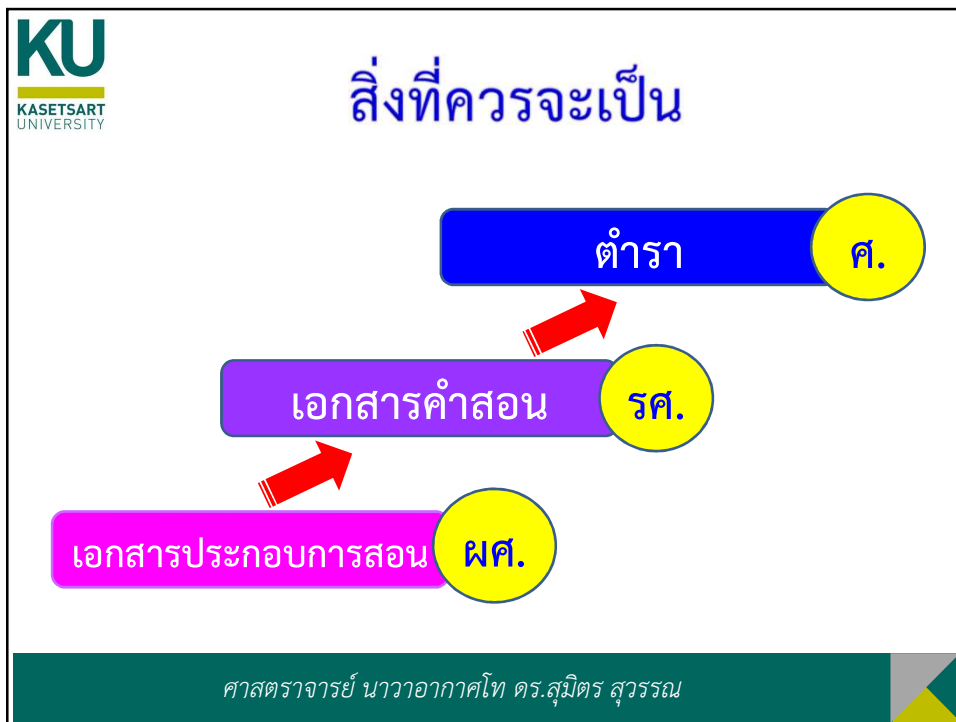 KU
KASETSART
UNIVERSITY
สิ่งที่ควรจะเป็น
ตำรา
ศ.
เอกสารคำสอน
รศ.
เอกสารประกอบการสอน
ผศ.
ศาสตราจารย์ นาวาอากาศโท ดร.สุมิตร สุวรรณ